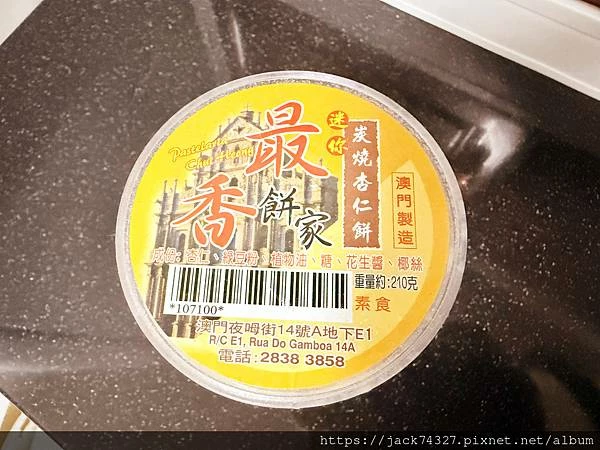 Pastelaria
Chui Heong
最香餅家
迷你
炭燒杏仁餅
澳門製造
成份: 杏仁、綠豆粉、植物油、糖、花生醬、椰絲
重量約:210克
*107100*
素食
澳門夜呣街14號A地下E1
R/C E1, Rua Do Gamboa 14A
電話:2838 3858
https://jack74327.pixnet.net/album